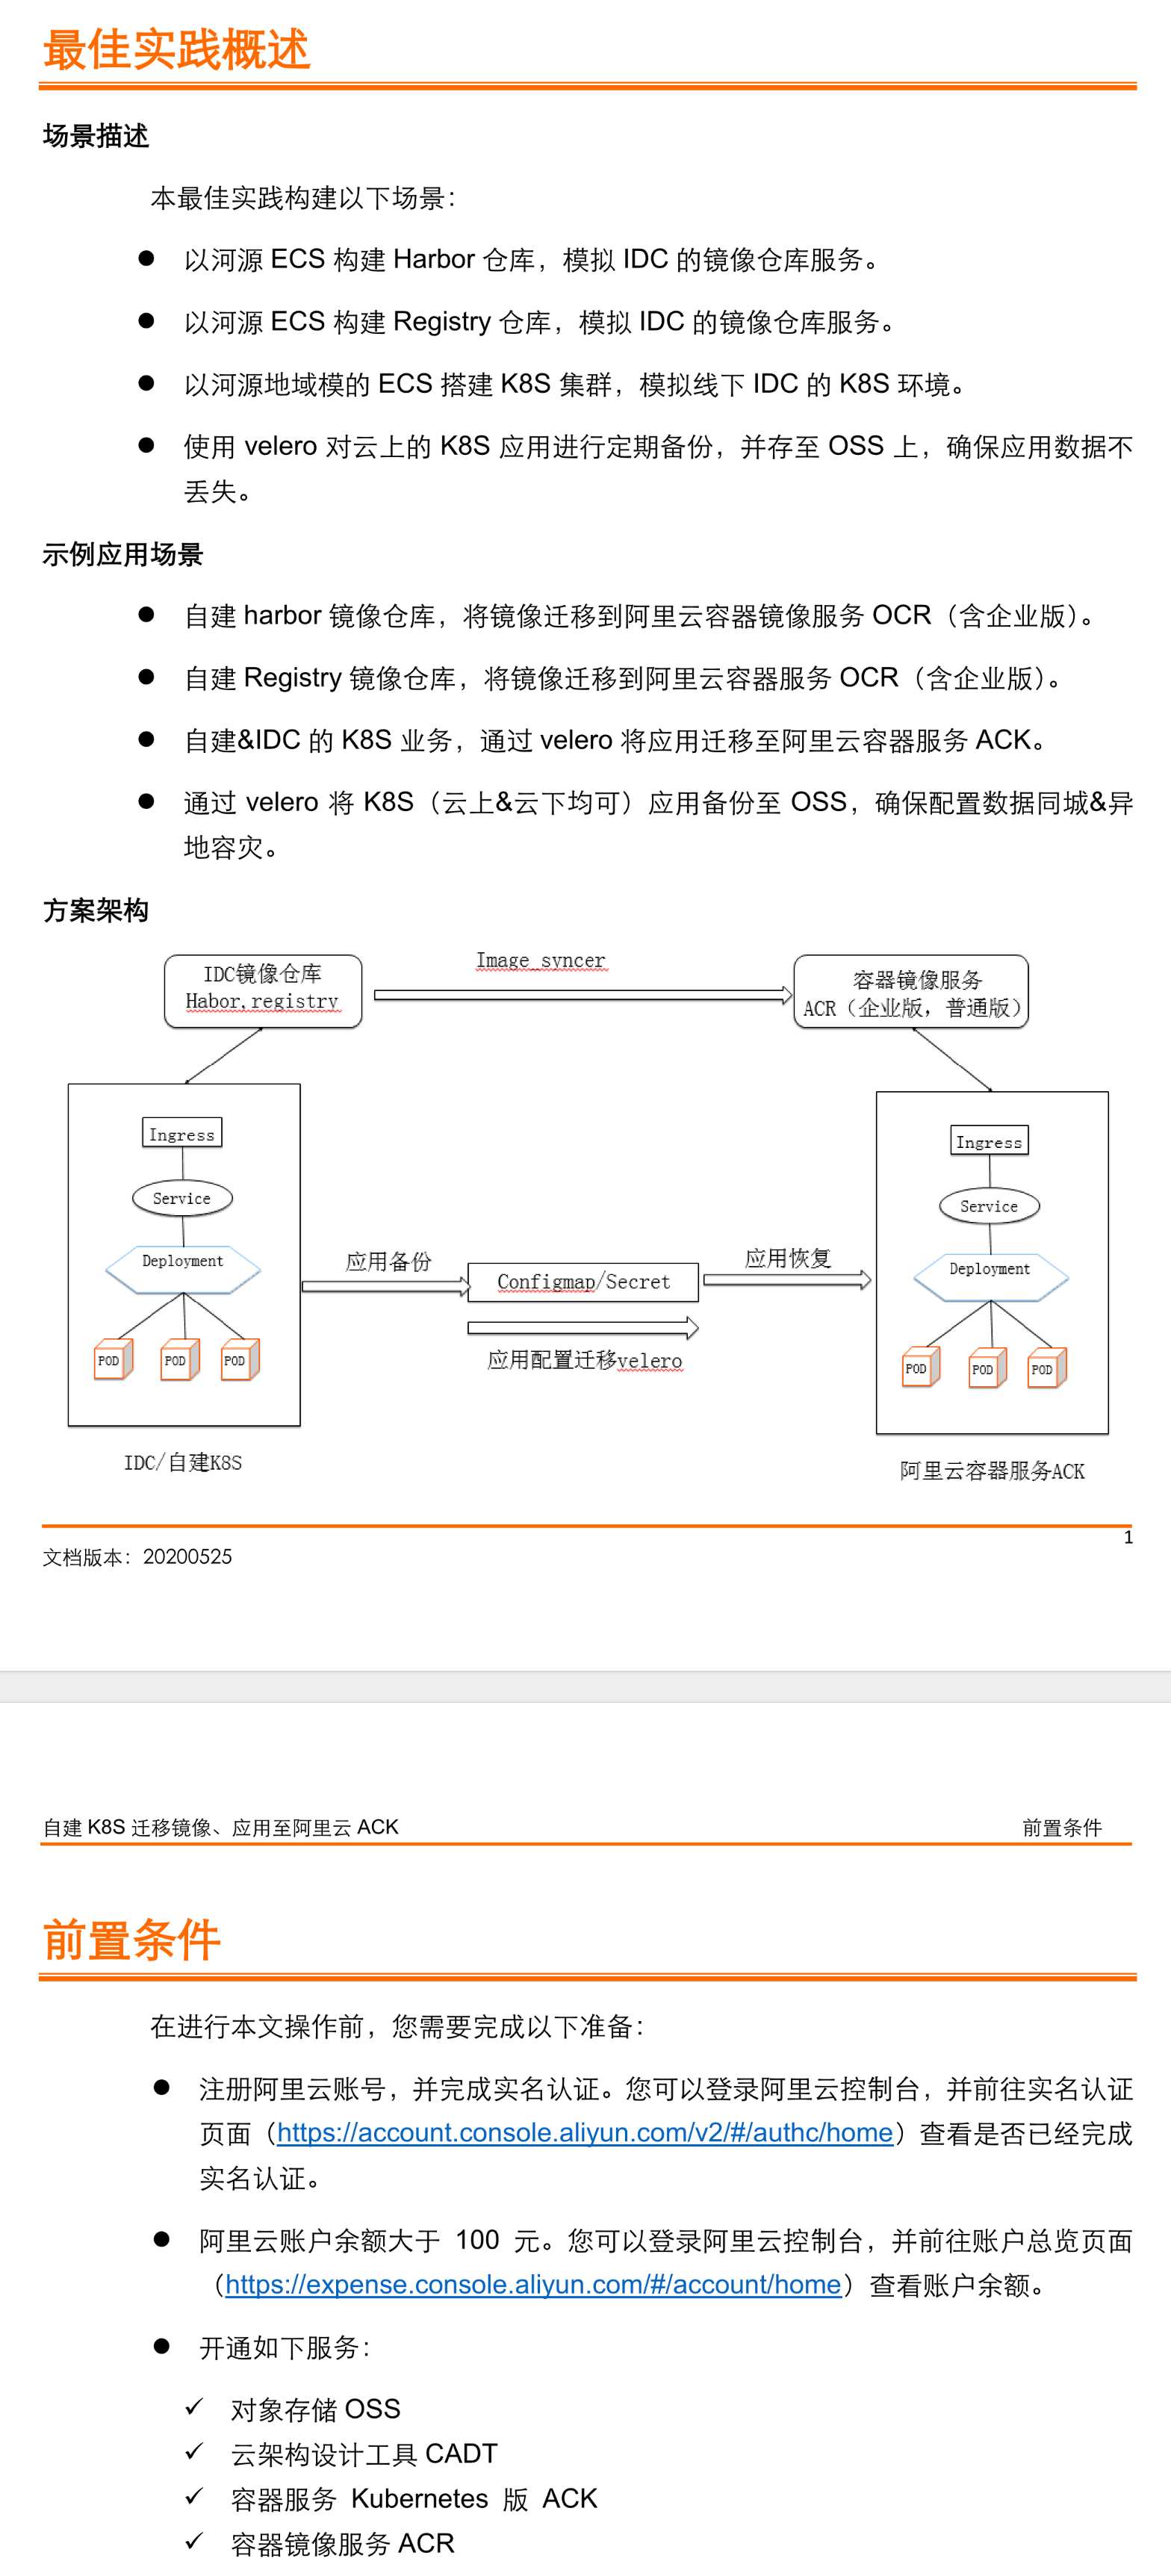 最佳实践概述
场景描述
本最佳实践构建以下场景：
● 以河源 ECS 构建 Harbor 仓库，模拟 IDC 的镜像仓库服务。
● 以河源 ECS 构建 Registry 仓库，模拟 IDC 的镜像仓库服务。
● 以河源地域模的 ECS 搭建 K8S 集群，模拟线下 IDC 的 K8S 环境。
● 使用 velero 对云上的 K8S 应用进行定期备份，并存至 OSS 上，确保应用数据不
丢失。
示例应用场景
● 自建 harbor 镜像仓库，将镜像迁移到阿里云容器镜像服务 OCR（含企业版）。
● 自建 Registry 镜像仓库，将镜像迁移到阿里云容器服务 OCR（含企业版）。
● 自建&IDC 的 K8S 业务，通过 velero 将应用迁移至阿里云容器服务 ACK。
● 通过 velero 将 K8S（云上&云下均可）应用备份至 OSS，确保配置数据同城&异
地容灾。
方案架构
IDC镜像仓库
Habor,registry
Image_syncer
容器镜像服务
ACR（企业版，普通版）
Ingress
Service
Deployment
POD POD POD
IDC/自建K8S
应用备份
Configmap/Secret
应用恢复
应用配置迁移velero
Ingress
Service
Deployment
POD POD POD
阿里云容器服务ACK
1
文档版本：20200525
自建 K8S 迁移镜像、应用至阿里云 ACK 前置条件
前置条件
在进行本文操作前，您需要完成以下准备：
● 注册阿里云账号，并完成实名认证。您可以登录阿里云控制台，并前往实名认证
页面（https://account.console.aliyun.com/v2/#/authc/home）查看是否已经完成
实名认证。
● 阿里云账户余额大于 100 元。您可以登录阿里云控制台，并前往账户总览页面
（https://expense.console.aliyun.com/#/account/home）查看账户余额。
● 开通如下服务：
✓ 对象存储 OSS
✓ 云架构设计工具 CADT
✓ 容器服务 Kubernetes 版 ACK
✓ 容器镜像服务 ACR